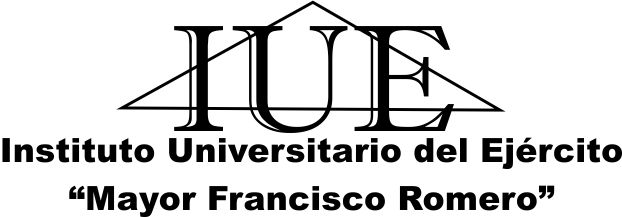 IUE
Instituto Universitario del Ejército
“Mayor Francisco Romero”